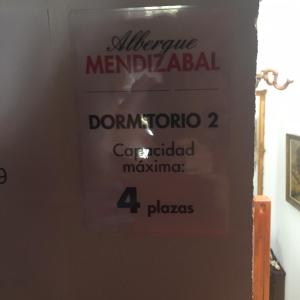 Albergue
MENDIZABAL
DORMITORIO 2
Capacidad
máxima:
4 plazas